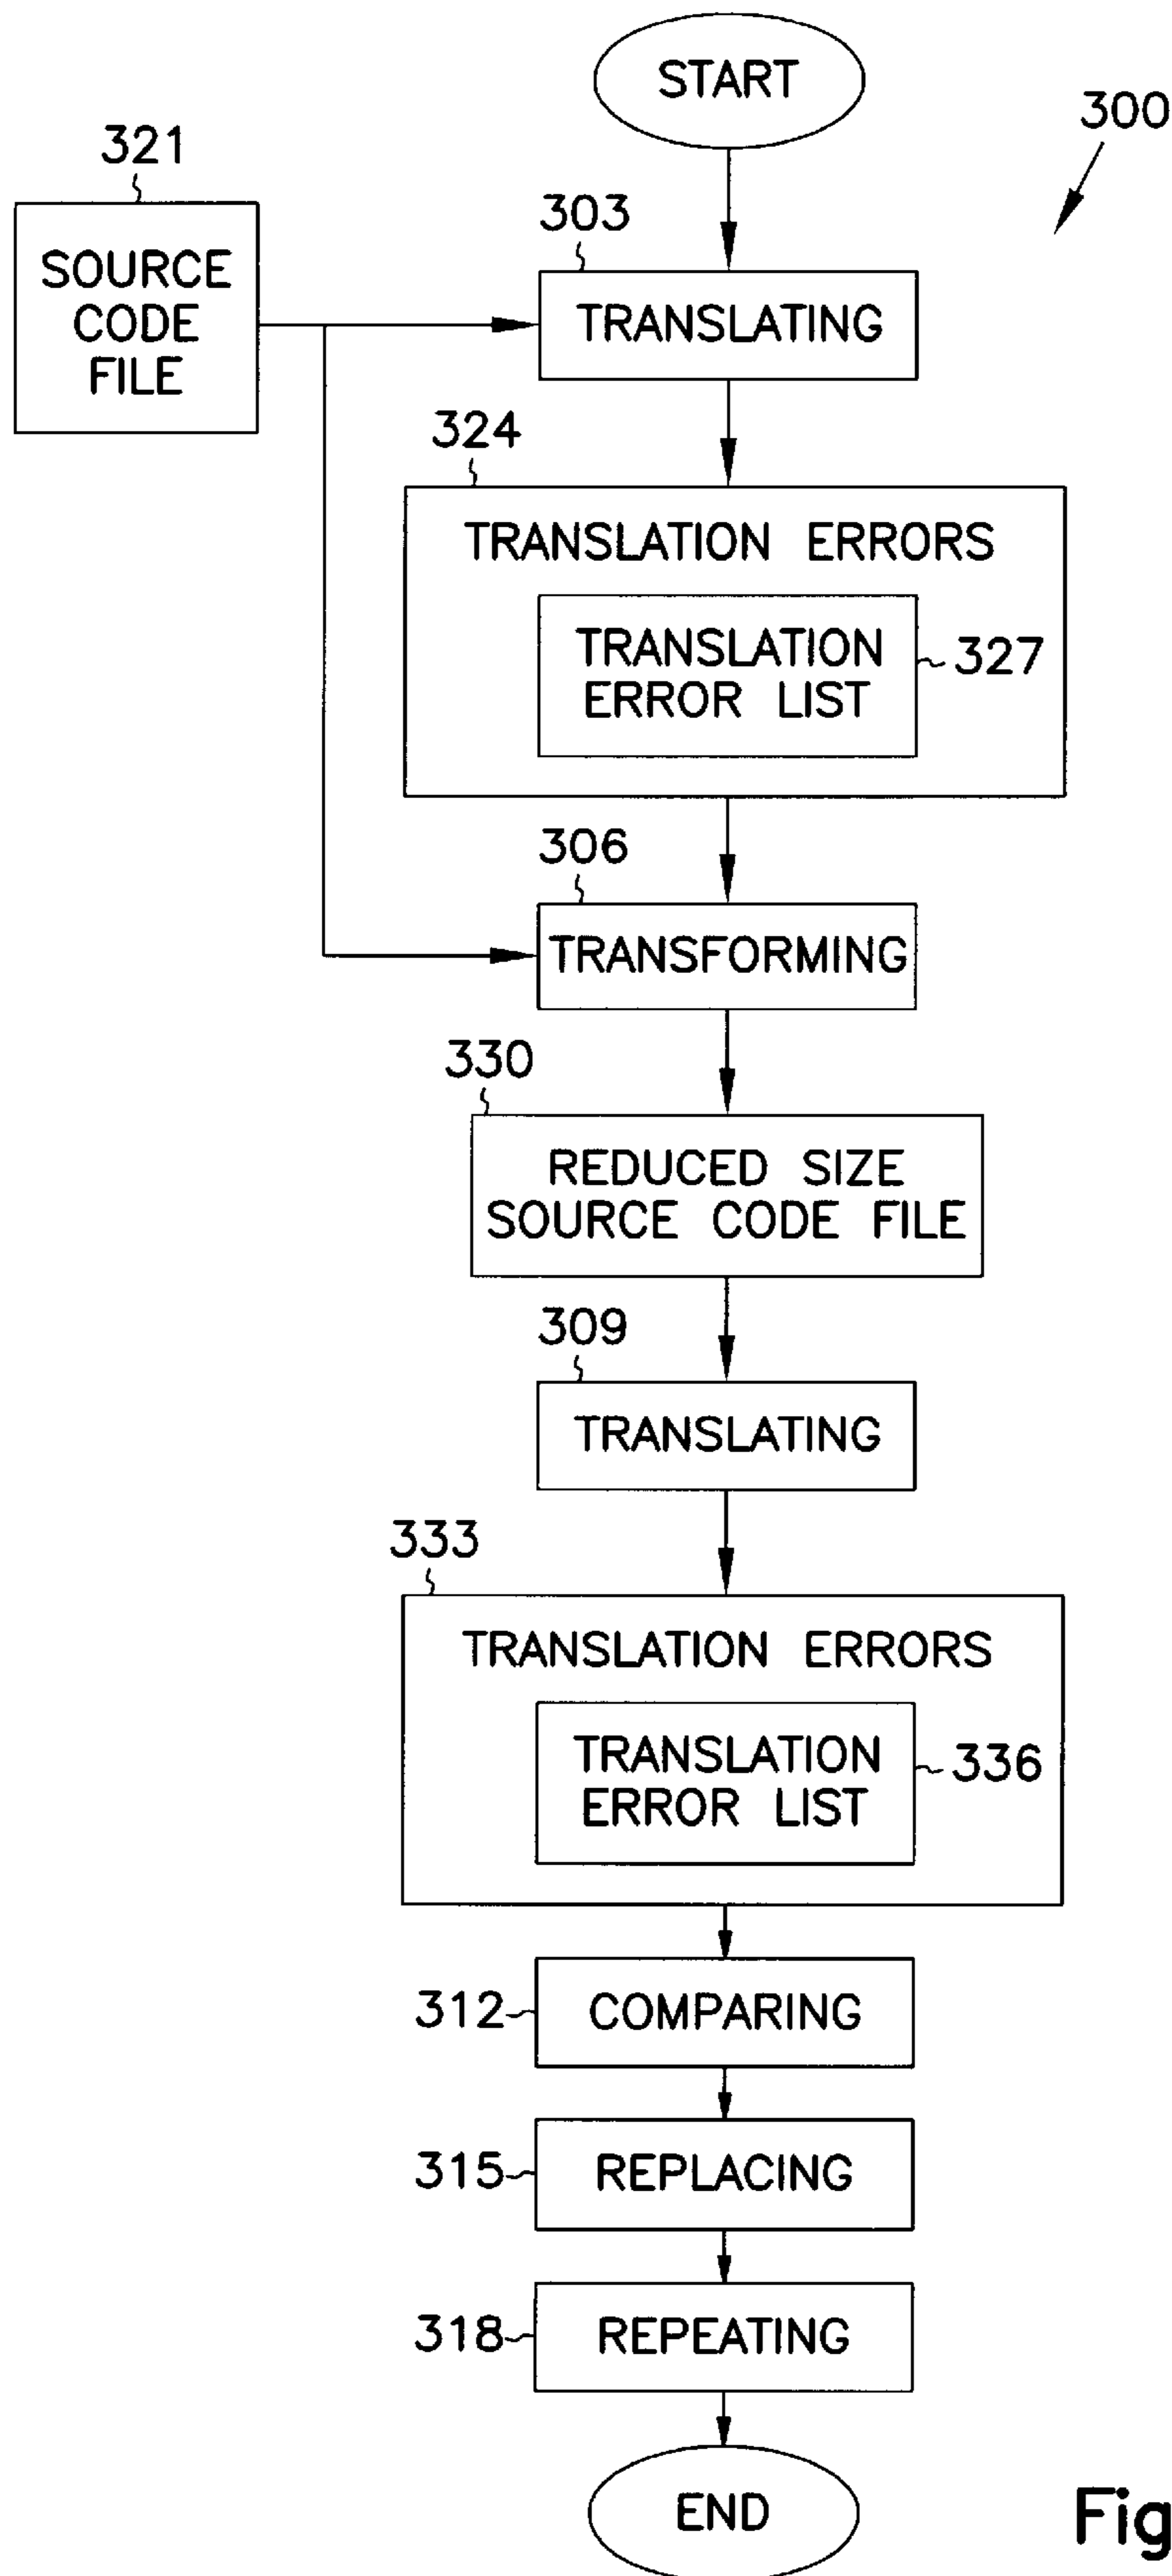 START
300
321
SOURCE
CODE
FILE
303
TRANSLATING
324
TRANSLATION ERRORS
TRANSLATION
ERROR LIST
327
306
TRANSFORMING
330
REDUCED SIZE
SOURCE CODE FILE
309
TRANSLATING
333
TRANSLATION ERRORS
TRANSLATION
ERROR LIST
336
312
COMPARING
315
REPLACING
318
REPEATING
END
Fig